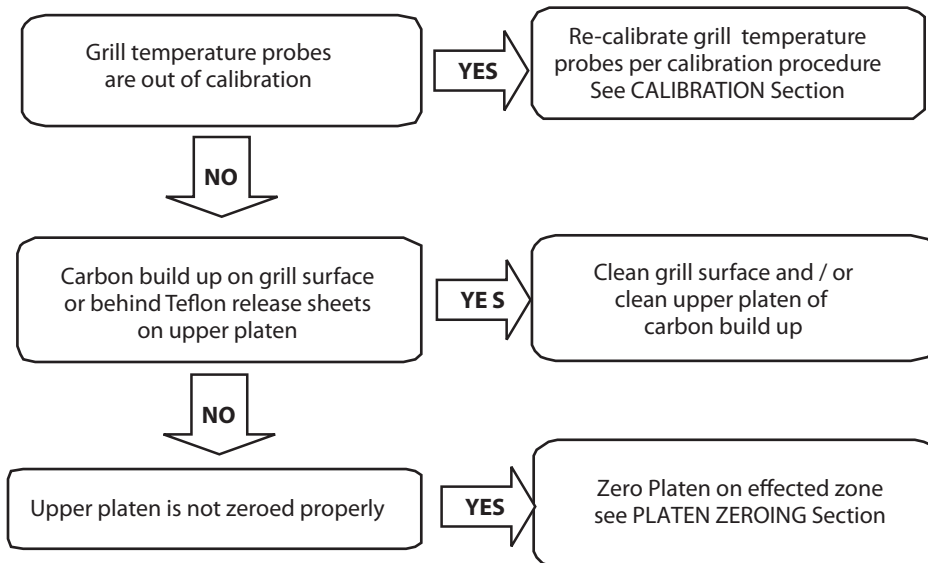 Grill temperature probes
are out of calibration
YES
Re-calibrate grill temperature
probes per calibration procedure
See CALIBRATION Section
NO
Carbon build up on grill surface
or behind Teflon release sheets
on upper platen
YE S
Clean grill surface and / or
clean upper platen of
carbon build up
NO
Upper platen is not zeroed properly
YES
Zero Platen on effected zone
see PLATEN ZEROING Section